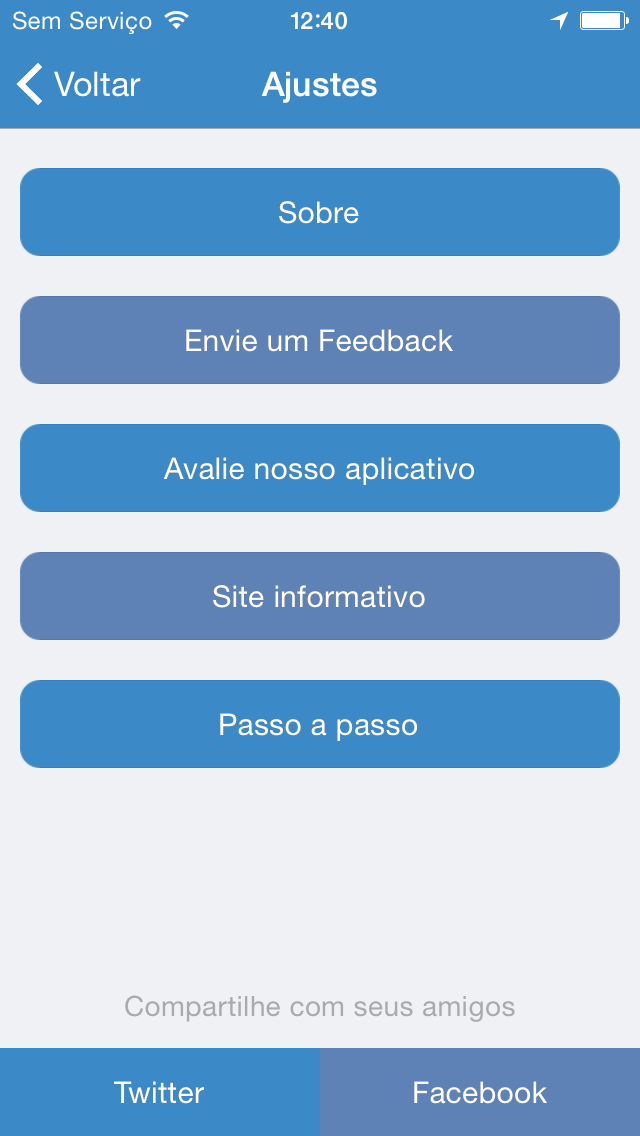 Sem Serviço 12:40
Voltar Ajustes
Sobre
Envie um Feedback
Avalie nosso aplicativo
Site informativo
Passo a passo
Compartilhe com seus amigos
Twitter Facebook